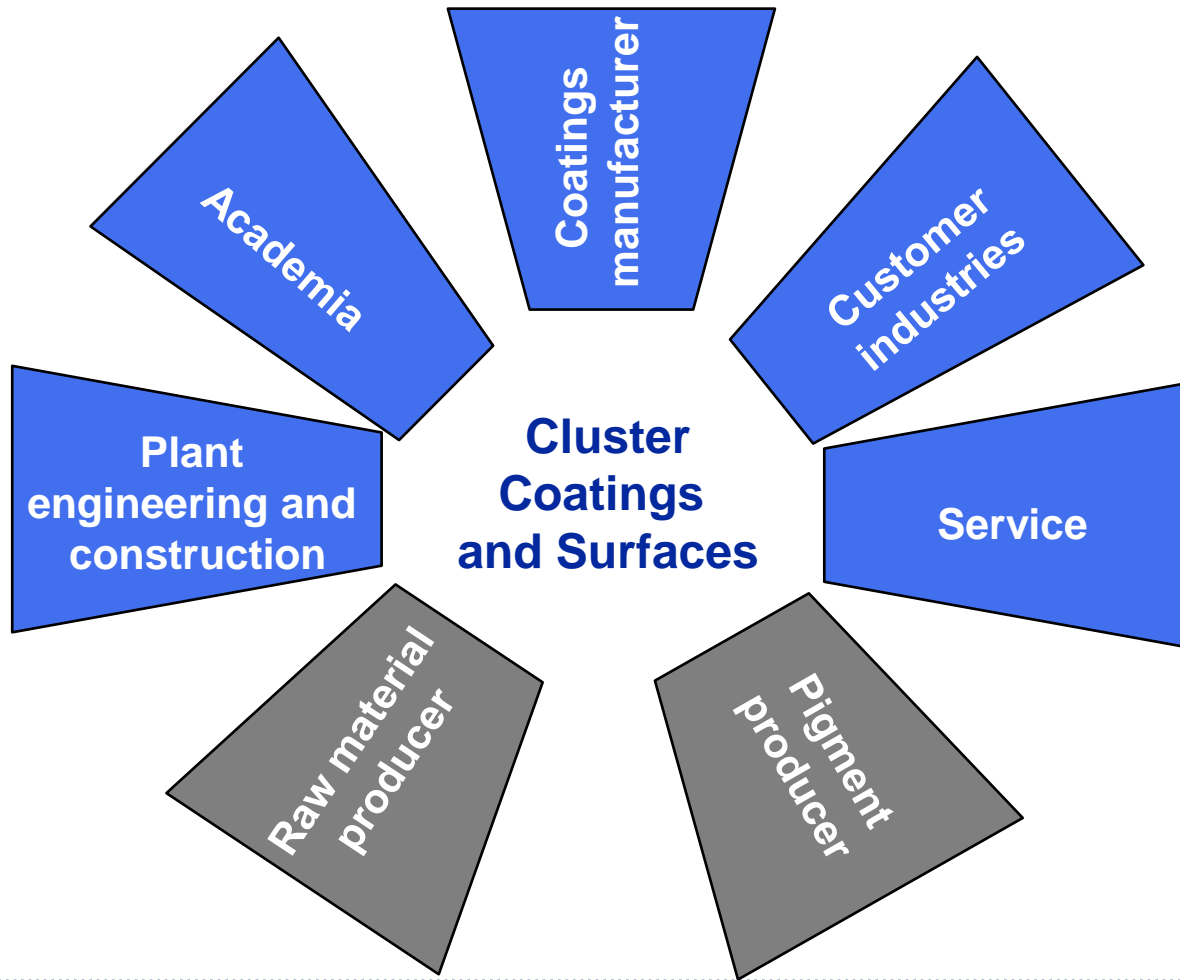 Coatings
manufacturer
Academia
Customer
industries
Cluster
Coatings
and Surfaces
Plant
engineering and
construction
Service
Raw material
producer
Pigment
producer